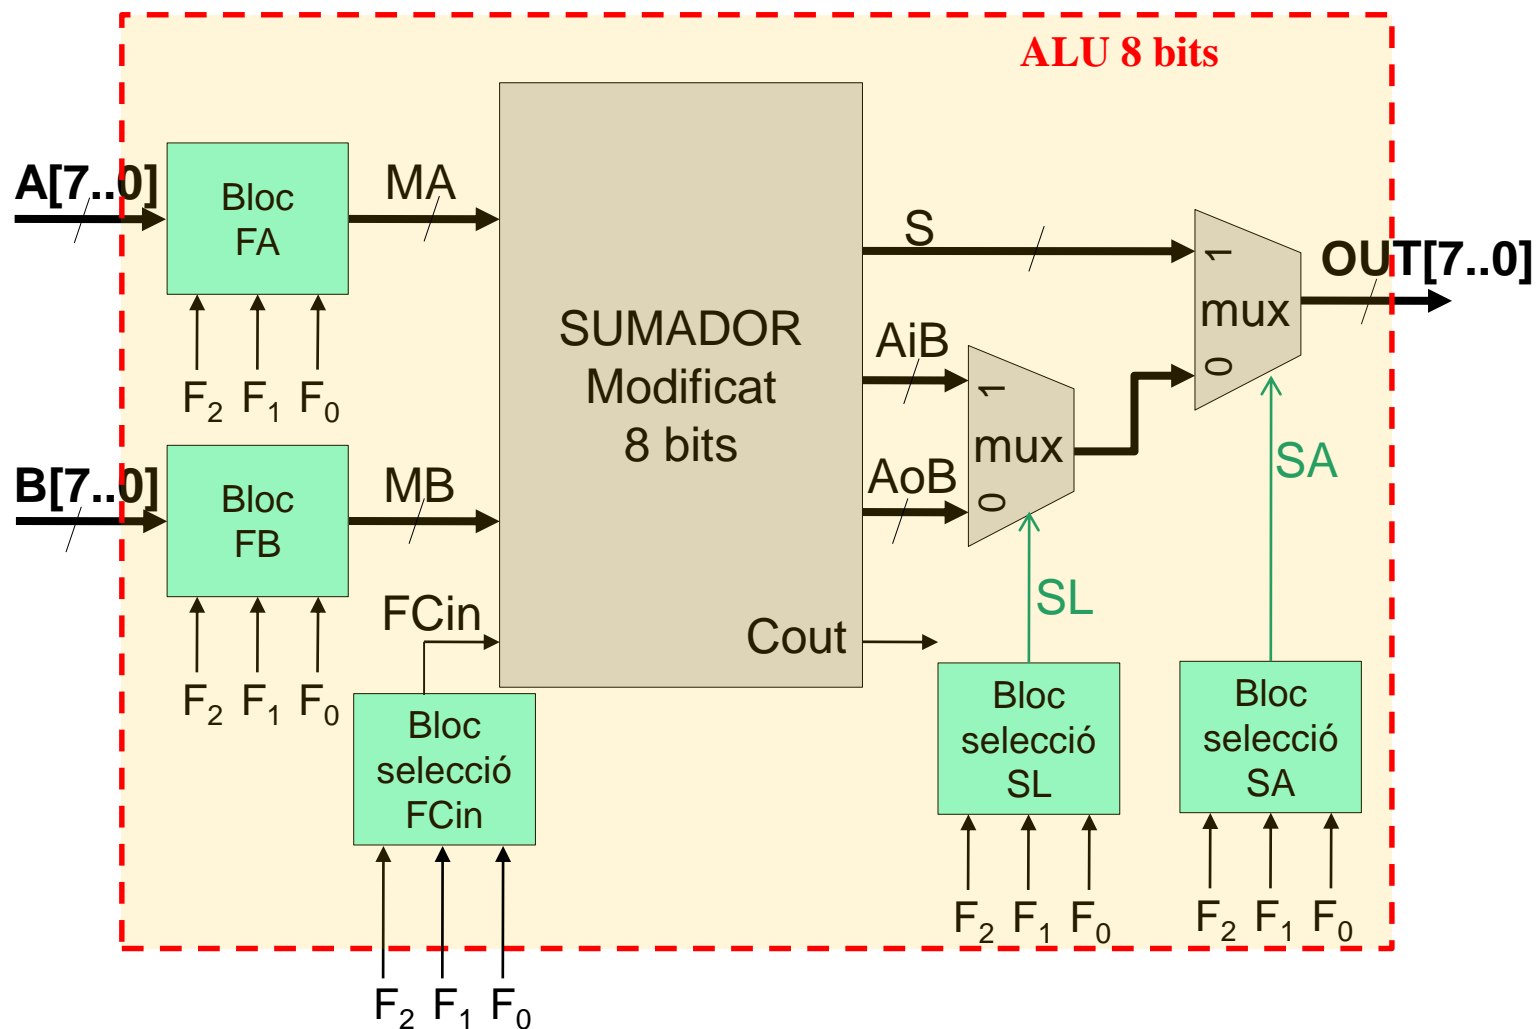 ALU 8 bits
A[7..0]
Bloc
FA
MA
F2 F1 F0
B[7..0]
Bloc
FB
MB
F2 F1 F0
FCin
Bloc
selecció
FCin
F2 F1 F0
SUMADOR
Modificat
8 bits
Cout
S
AiB
AoB
1
mux
0
SL
Bloc
selecció
SL
F2 F1 F0
1
mux
0
SA
Bloc
selecció
SA
F2 F1 F0
OUT[7..0]